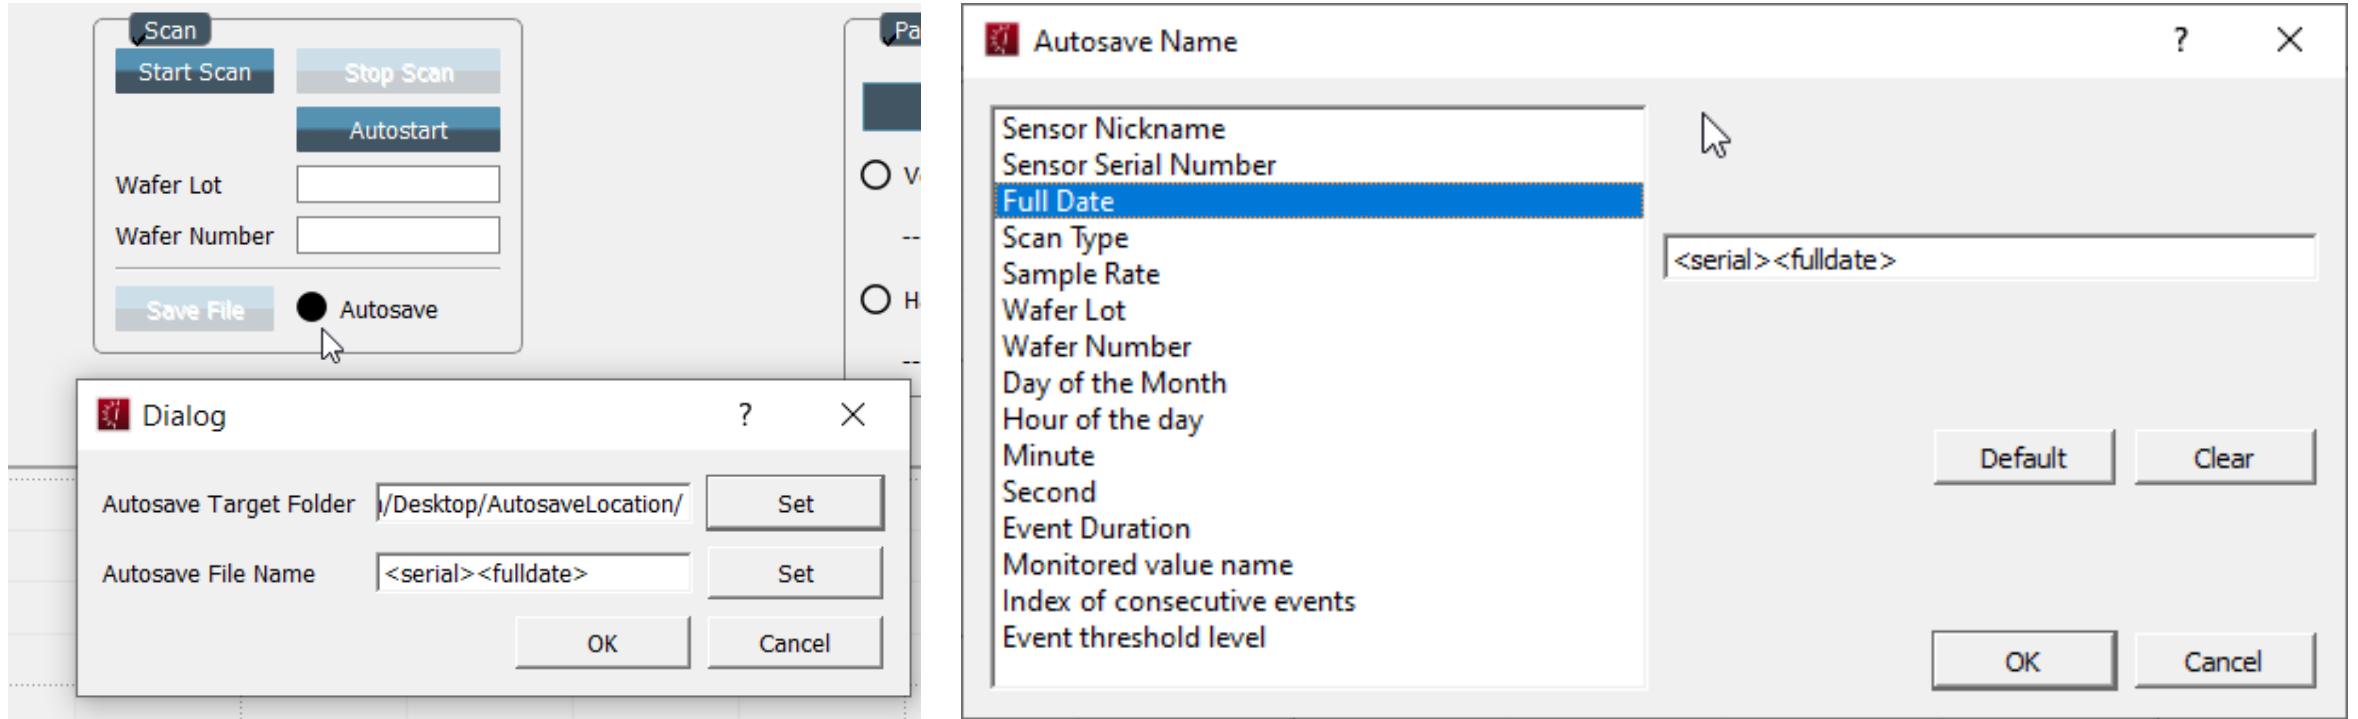 Scan
Start Scan
Stop Scan
Autostart
Wafer Lot
Wafer Number
Save File
Autosave
Pa
V
--
H
--
Dialog
?
Autosave Target Folder
/Desktop/AutosaveLocation/
Set
Autosave File Name
<serial><fulldate>
Set
OK
Cancel
Autosave Name
?
Sensor Nickname
Sensor Serial Number
Full Date
Scan Type
Sample Rate
Wafer Lot
Wafer Number
Day of the Month
Hour of the day
Minute
Second
Event Duration
Monitored value name
Index of consecutive events
Event threshold level
<serial><fulldate>
Default
Clear
OK
Cancel